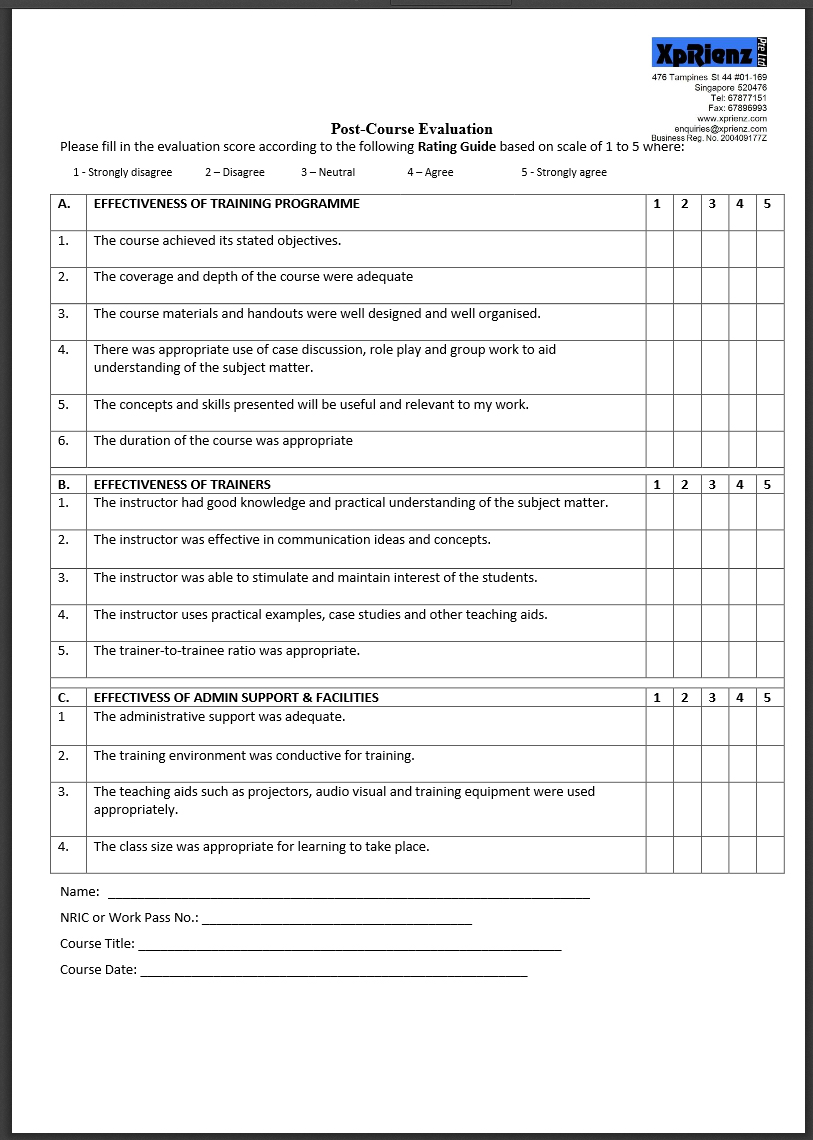 XpRienz Pte Ltd
476 Tampines St 44 #01-169
Singapore 520476
Tel: 67877151
Fax: 67896993
www.xprienz.com
enquiries@xprienz.com
Business Reg. No. 200409177Z
Post-Course Evaluation
Please fill in the evaluation score according to the following Rating Guide based on scale of 1 to 5 where:
1 - Strongly disagree 2 – Disagree 3 – Neutral 4 – Agree 5 - Strongly agree
A. EFFECTIVENESS OF TRAINING PROGRAMME 1 2 3 4 5
1. The course achieved its stated objectives.
2. The coverage and depth of the course were adequate
3. The course materials and handouts were well designed and well organised.
4. There was appropriate use of case discussion, role play and group work to aid
understanding of the subject matter.
5. The concepts and skills presented will be useful and relevant to my work.
6. The duration of the course was appropriate
B. EFFECTIVENESS OF TRAINERS 1 2 3 4 5
1. The instructor had good knowledge and practical understanding of the subject matter.
2. The instructor was effective in communication ideas and concepts.
3. The instructor was able to stimulate and maintain interest of the students.
4. The instructor uses practical examples, case studies and other teaching aids.
5. The trainer-to-trainee ratio was appropriate.
C. EFFECTIVESS OF ADMIN SUPPORT & FACILITIES 1 2 3 4 5
1 The administrative support was adequate.
2. The training environment was conductive for training.
3. The teaching aids such as projectors, audio visual and training equipment were used
appropriately.
4. The class size was appropriate for learning to take place.
Name:
NRIC or Work Pass No.:
Course Title:
Course Date: